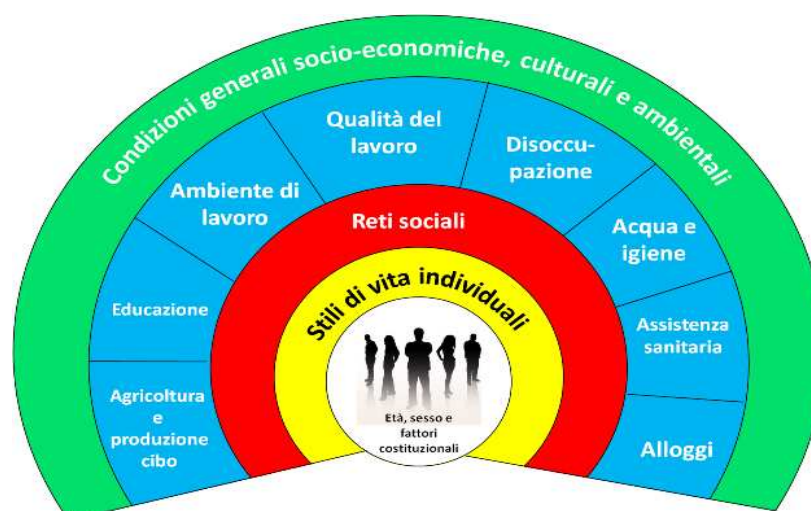 Condizioni generali socio-economiche, culturali e ambientali
Qualità del
lavoro
Disoccu-
pazione
Ambiente di
lavoro
Acqua e
igiene
Educazione
Assistenza
sanitaria
Agricoltura
e
produzione
cibo
Alloggi
Reti sociali
Stili di vita individuali
Età, sesso e
fattori
costituzionali